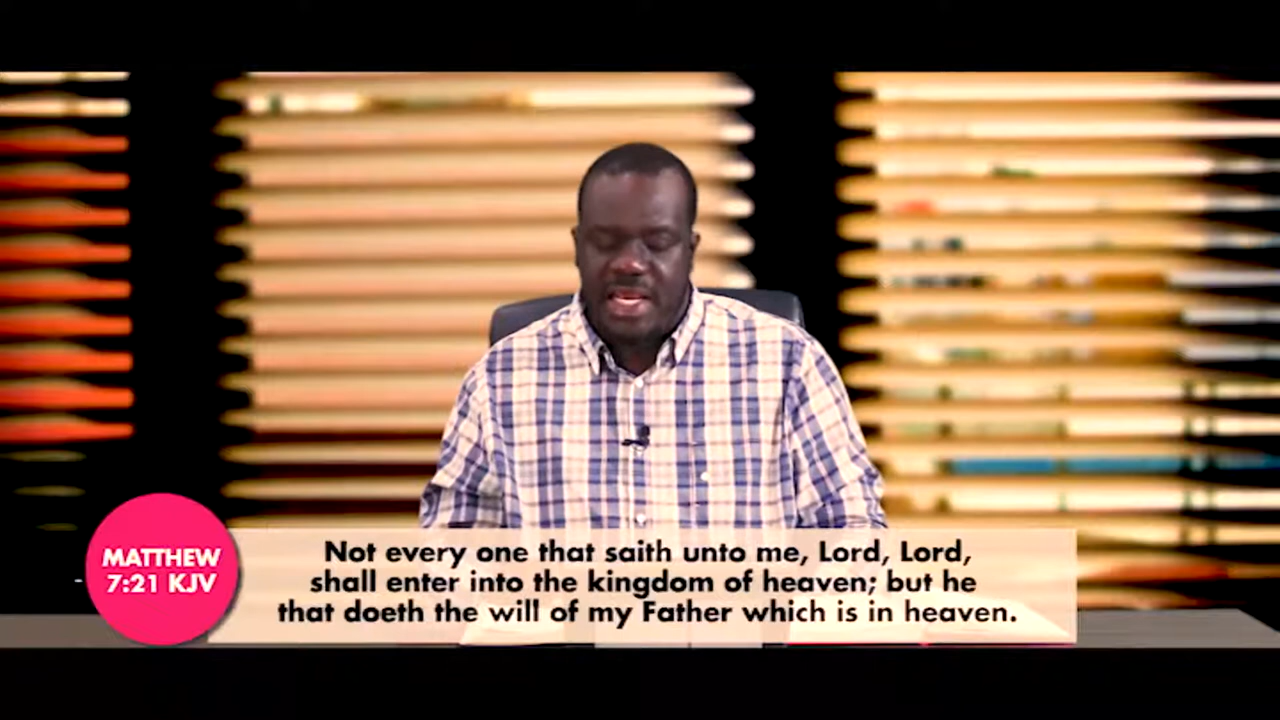 MATTHEW
7:21 KJV
Not every one that saith unto me, Lord, Lord,
shall enter into the kingdom of heaven; but he
that doeth the will of my Father which is in heaven.